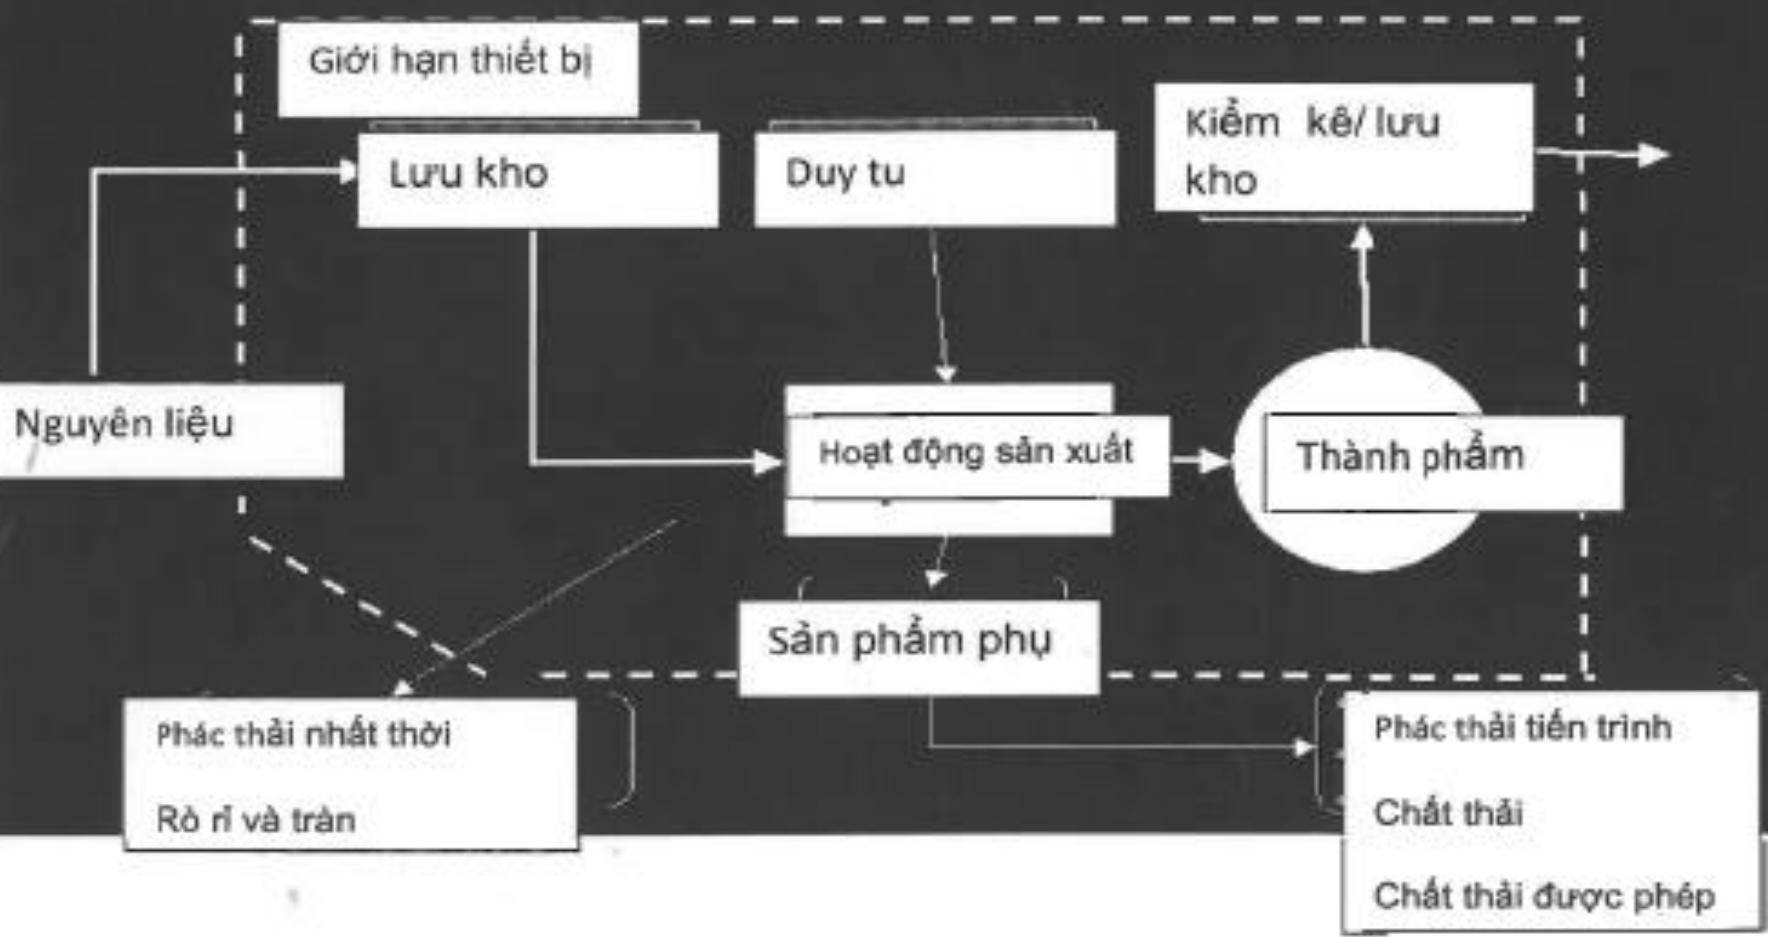 Giới hạn thiết bị
Lưu kho
Duy tu
Kiểm kê/ lưu
kho
Nguyên liệu
Hoạt động sản xuất
Thành phẩm
Sản phẩm phụ
Phác thải nhất thời
Rò rỉ và tràn
Phác thải tiến trình
Chất thải
Chất thải được phép